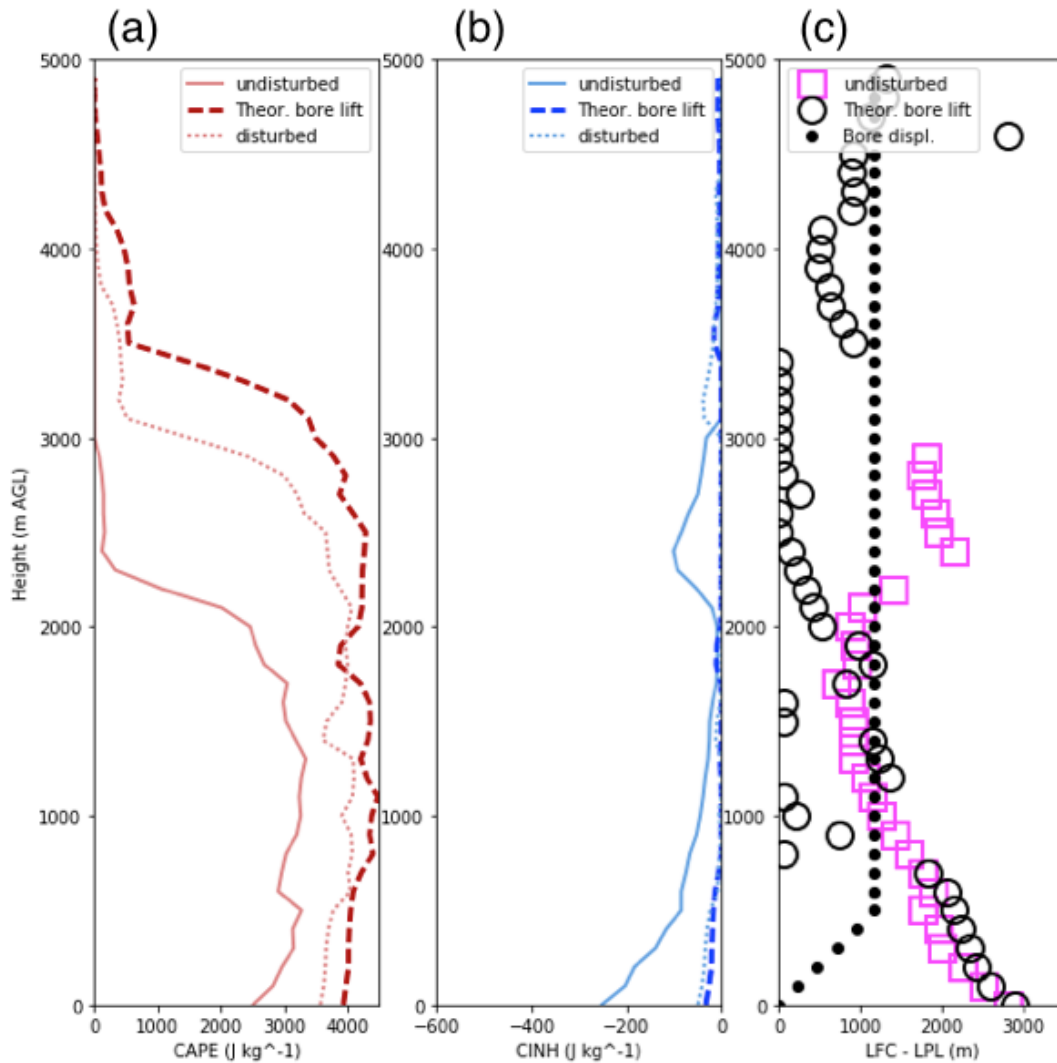 (a)
(b)
(c)
undisturbed
Theor. bore lift
disturbed
undisturbed
Theor. bore lift
disturbed
undisturbed
Theor. bore lift
Bore displ.
5000
4000
3000
2000
1000
0
Height (m AGL)
0 1000 2000 3000 4000
CAPE (J kg^-1)
5000
4000
3000
2000
1000
0
−600 −400 −200 0
CINH (J kg^-1)
5000
4000
3000
2000
1000
0
0 1000 2000 3000
LFC - LPL (m)